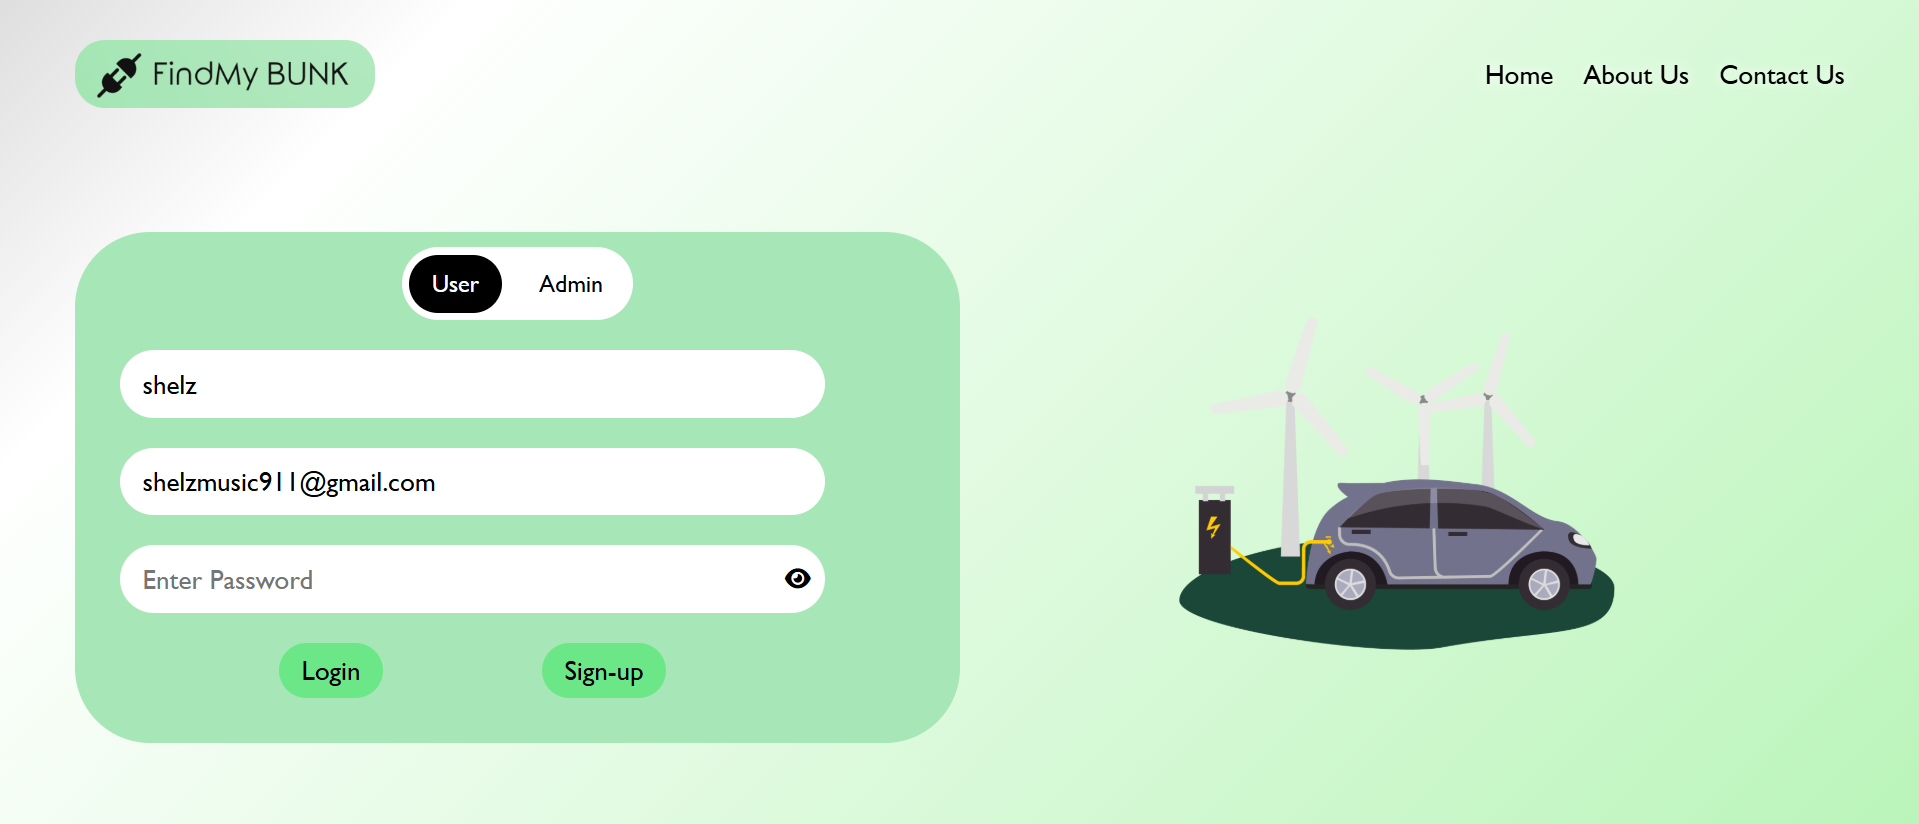 FindMy BUNK
Home About Us Contact Us
User Admin
shelz
shelzmusic911@gmail.com
Enter Password
Login Sign-up